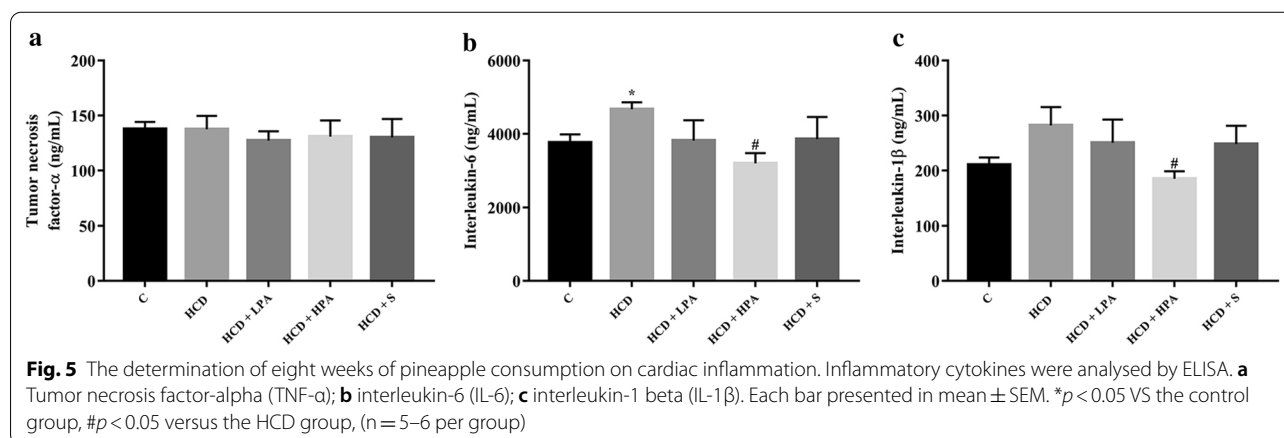 a
Tumor necrosis
factor-α (ng/mL)
200
150
100
50
0
C
HCD
HCD + LPA
HCD + HPA
HCD + S
b
Interleukin-6 (ng/mL)
6000
4000
2000
0
*
#
C
HCD
HCD + LPA
HCD + HPA
HCD + S
c
Interleukin-1β (ng/mL)
400
300
200
100
0
#
C
HCD
HCD + LPA
HCD + HPA
HCD + S
Fig. 5 The determination of eight weeks of pineapple consumption on cardiac inflammation. Inflammatory cytokines were analysed by ELISA. a
Tumor necrosis factor-alpha (TNF-α); b interleukin-6 (IL-6); c interleukin-1 beta (IL-1β). Each bar presented in mean ± SEM. *p < 0.05 VS the control
group, #p < 0.05 versus the HCD group, (n = 5–6 per group)